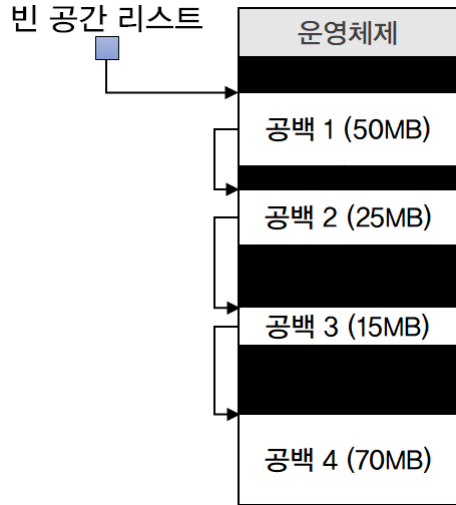 빈 공간 리스트
운영체제
공백 1 (50MB)
공백 2 (25MB)
공백 3 (15MB)
공백 4 (70MB)